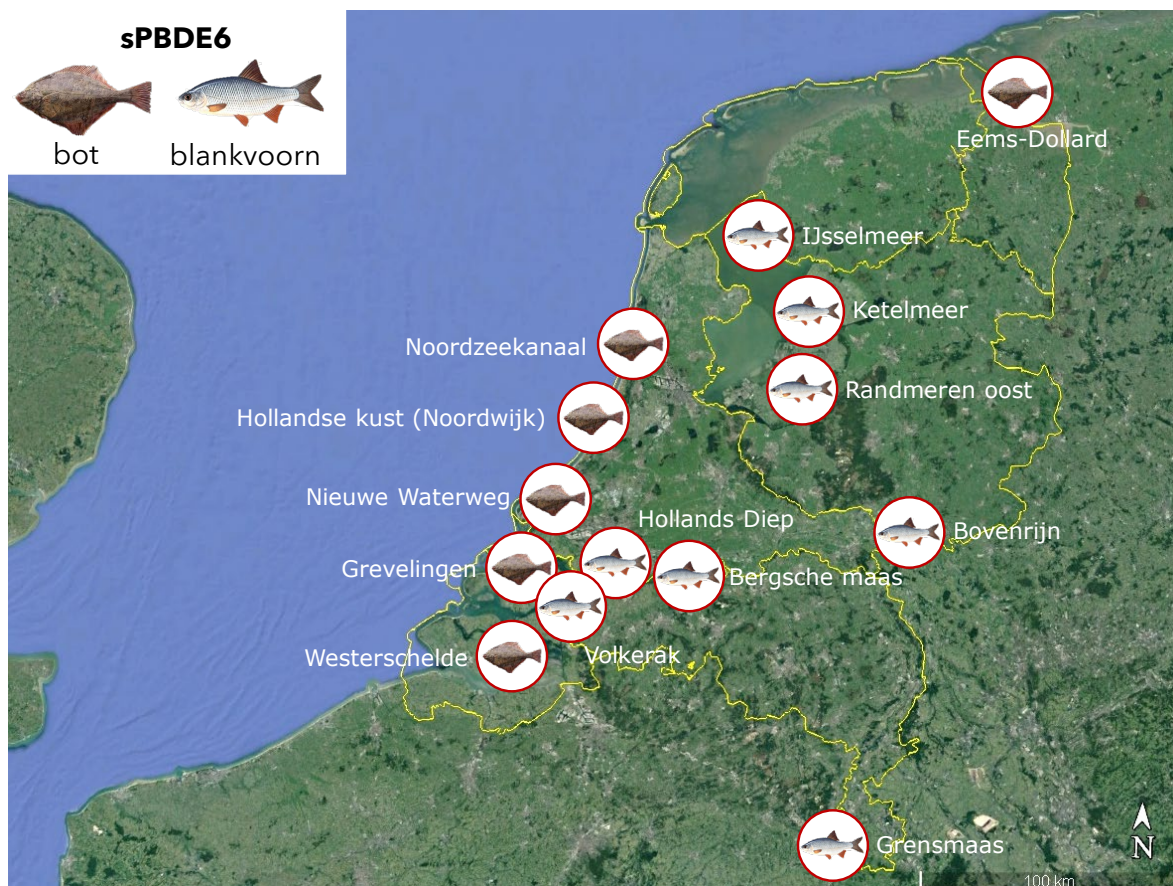 sPBDE6
bot
blankvoorn
Eems-Dollard
IJsselmeer
Ketelmeer
Noordzeekanaal
Randmeren oost
Hollandse kust (Noordwijk)
Nieuwe Waterweg
Hollands Diep
Bovenrijn
Grevelingen
Bergsche maas
Westerschelde
Volkerak
Grensmaas
N
100 km